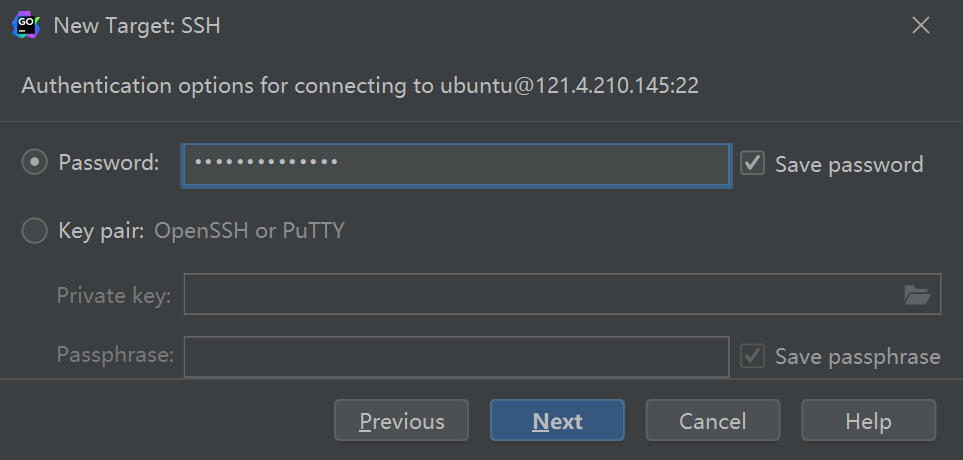 GO
New Target: SSH
Authentication options for connecting to ubuntu@121.4.210.145:22
Password: •••••••••••••• Save password
Key pair: OpenSSH or PuTTY
Private key:
Passphrase: Save passphrase
Previous Next Cancel Help